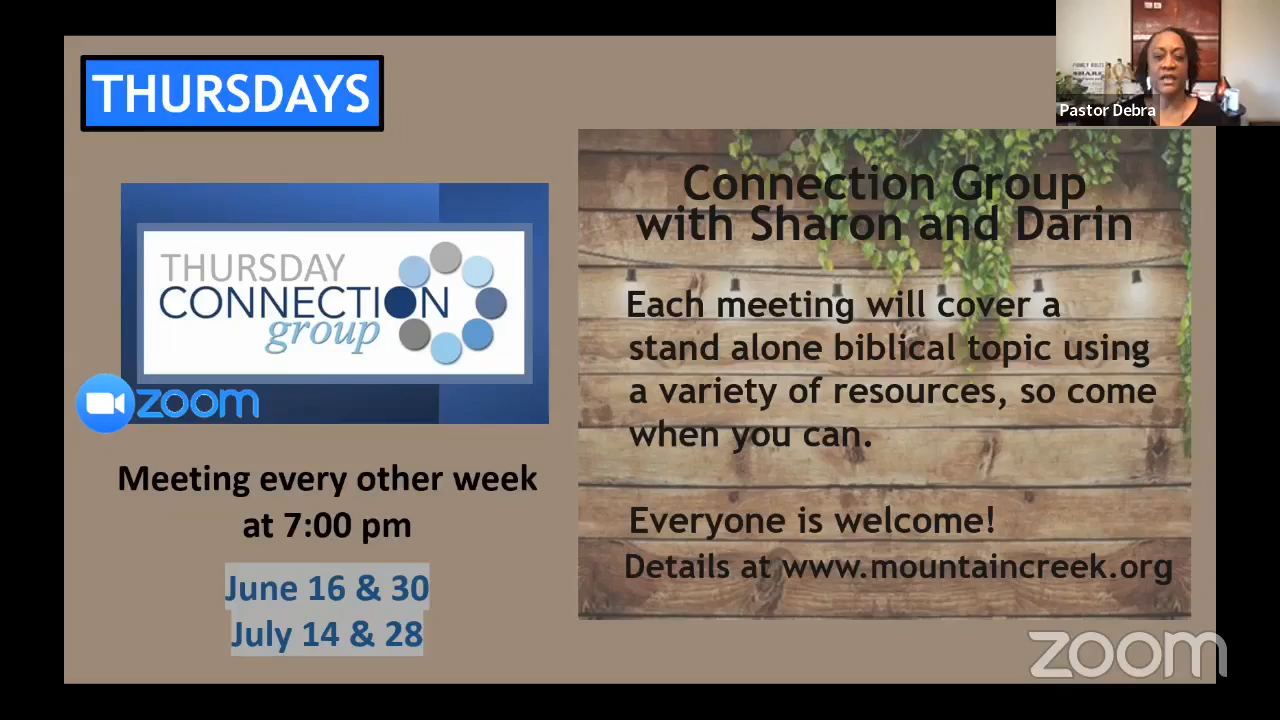 THURSDAYS
Pastor Debra
THURSDAY
CONNECTION
group
zoom
Meeting every other week
at 7:00 pm
June 16 & 30
July 14 & 28
Connection Group
with Sharon and Darin
Each meeting will cover a
stand alone biblical topic using
a variety of resources, so come
when you can.
Everyone is welcome!
Details at www.mountaincreek.org
zoom